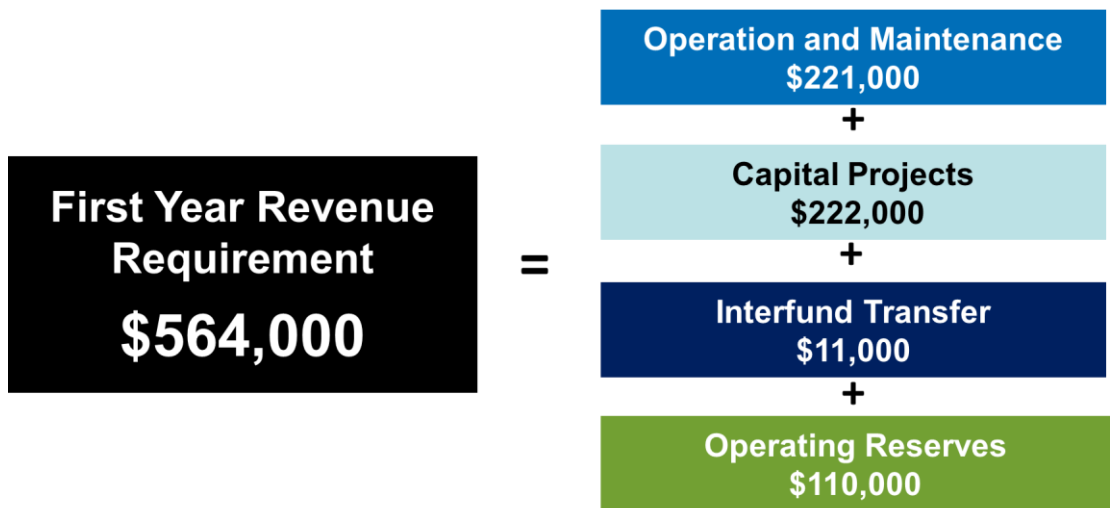 First Year Revenue
Requirement
$564,000
=
Operation and Maintenance
$221,000
+
Capital Projects
$222,000
+
Interfund Transfer
$11,000
+
Operating Reserves
$110,000